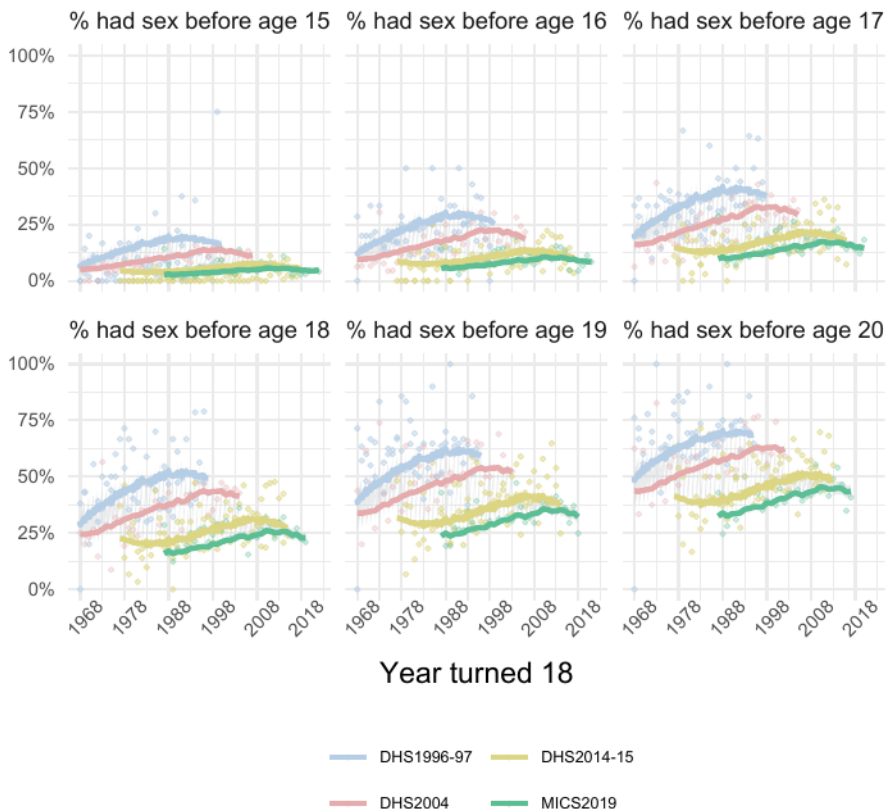 % had sex before age 15 % had sex before age 16 % had sex before age 17
100%
75%
50%
25%
0%
% had sex before age 18 % had sex before age 19 % had sex before age 20
100%
75%
50%
25%
0%
1968 1978 1988 1998 2008 2018 1968 1978 1988 1998 2008 2018 1968 1978 1988 1998 2008 2018
Year turned 18
DHS1996-97 DHS2014-15
DHS2004 MICS2019